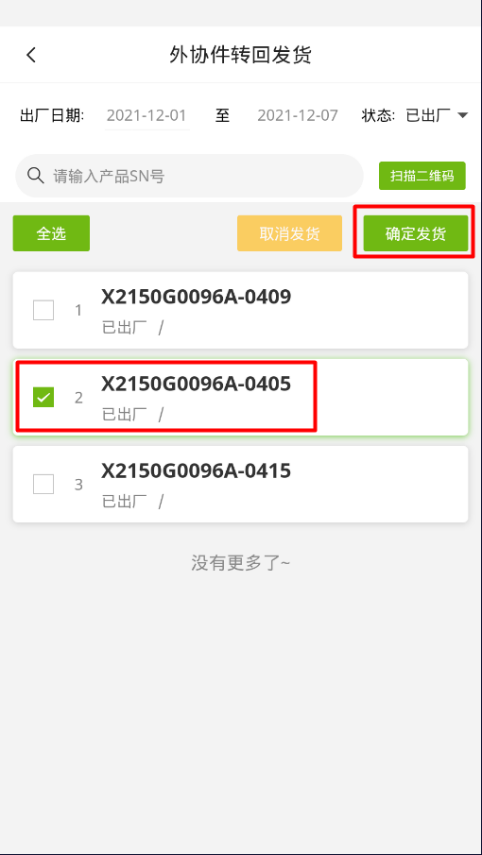 外协件转回发货
出厂日期: 2021-12-01 至 2021-12-07 状态: 已出厂
请输入产品SN号 扫描二维码
全选 取消发货 确定发货
1 X2150G0096A-0409
已出厂 /
2 X2150G0096A-0405
已出厂 /
3 X2150G0096A-0415
已出厂 /
没有更多了~